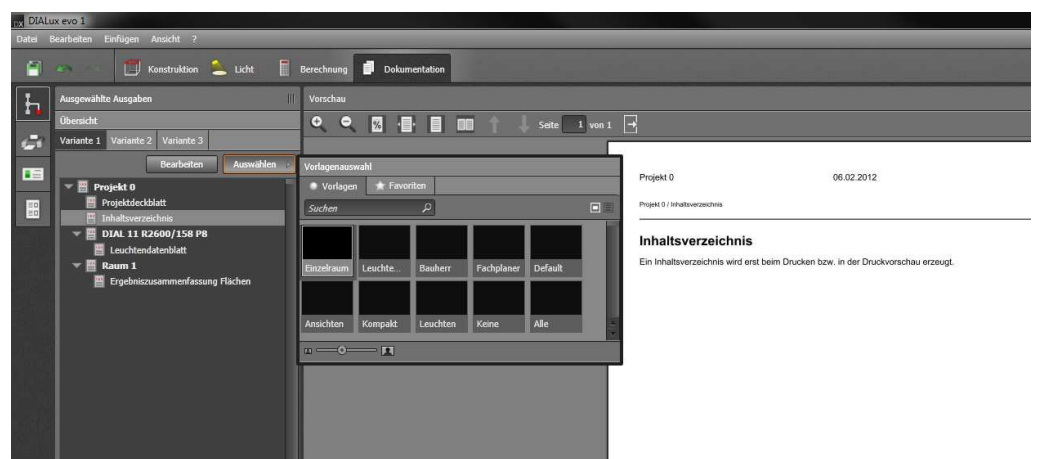 DX DIALux evo 1
Datei Bearbeiten Einfügen Ansicht ?
Konstruktion Licht Berechnung Dokumentation
Ausgewählte Ausgaben
Übersicht
Variante 1 Variante 2 Variante 3
Bearbeiten Auswählen
Projekt 0
Projektdeckblatt
Inhaltsverzeichnis
DIAL 11 R2600/158 P8
Leuchtendatenblatt
Raum 1
Ergebniszusammenfassung Flächen
Vorschau
% Seite 1 von 1
Vorlagenauswahl
Vorlagen Favoriten
Suchen
Einzelraum Leuchte... Bauherr Fachplaner Default
Ansichten Kompakt Leuchten Keine Alle
Projekt 0 06.02.2012
Projekt 0 / Inhaltsverzeichnis
Inhaltsverzeichnis
Ein Inhaltsverzeichnis wird erst beim Drucken bzw. in der Druckvorschau erzeugt.